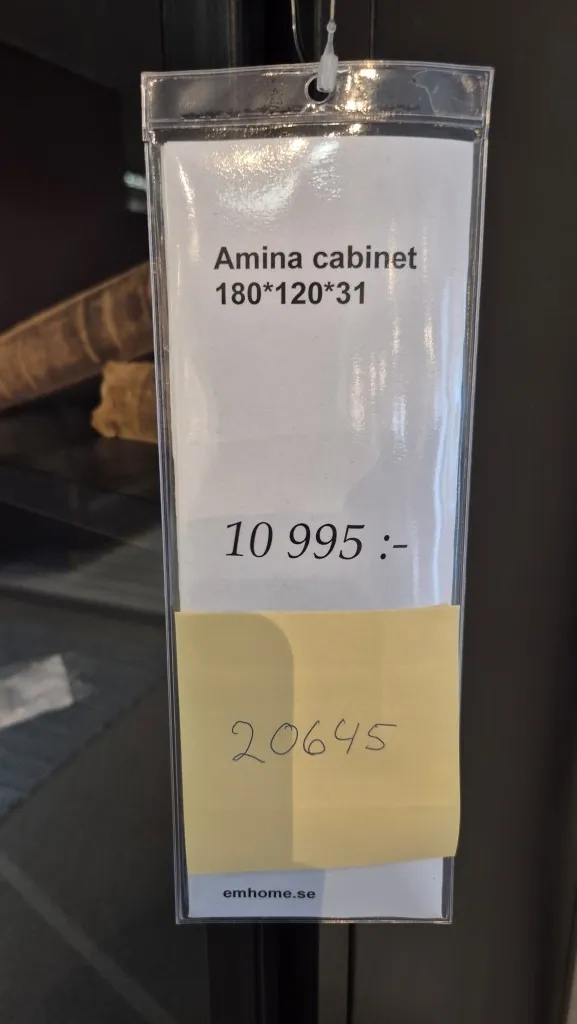 Amina cabinet
180*120*31
10 995 :-
20645
emhome.se